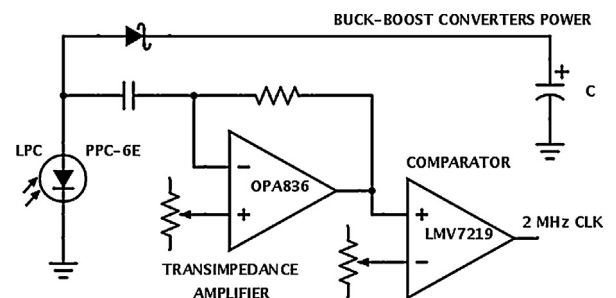 BUCK-BOOST CONVERTERS POWER
+
C
LPC PPC-6E
COMPARATOR
-
OPA836
+
+
LMV7219
-
2 MHz CLK
TRANSIMPEDANCE
AMPLIFIER